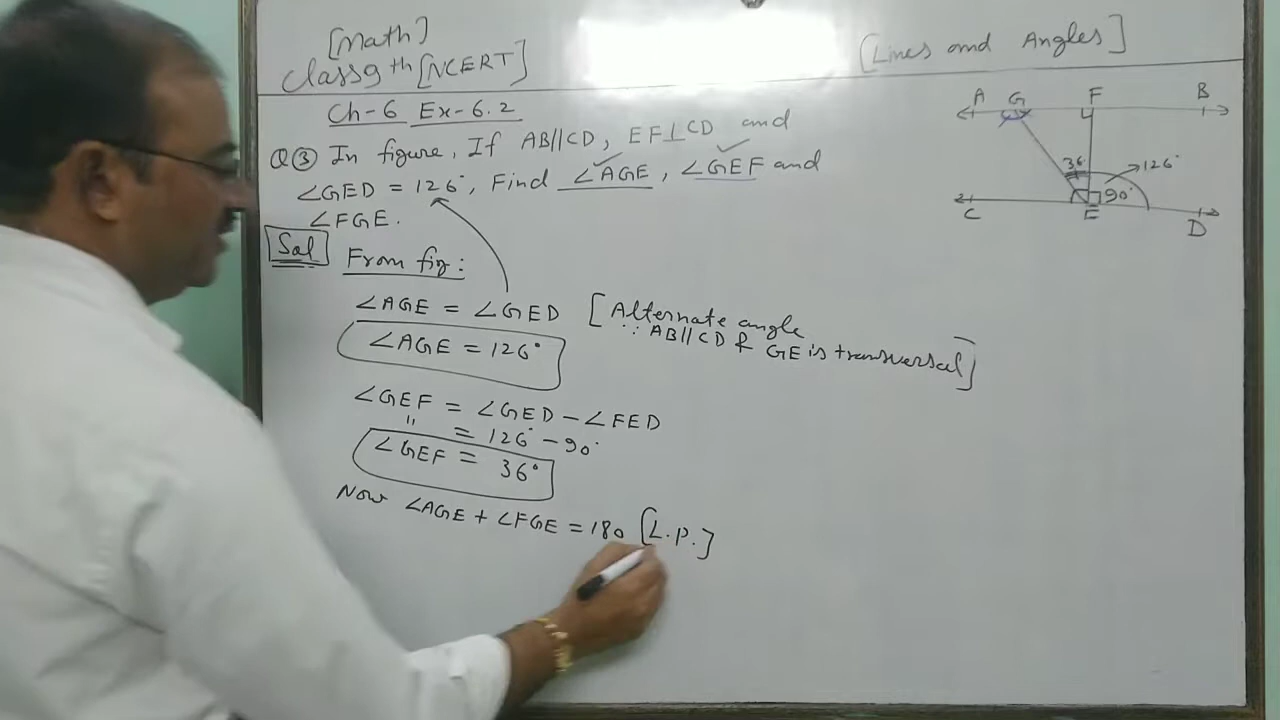 [Math]
Class 9th [NCERT]
[Lines and Angles]
Ch-6 Ex-6.2
Q③ In figure, If AB||CD, EF⊥CD and
∠GED = 126°, Find ∠AGE, ∠GEF and
∠FGE.
Sol From fig:
∠AGE = ∠GED [Alternate angle
∵ AB||CD & GE is transversal]
∠AGE = 126°
∠GEF = ∠GED - ∠FED
" = 126° - 90°
∠GEF = 36°
Now ∠AGE + ∠FGE = 180 [L.P.]
A G F B
36° 126°
90°
C E D